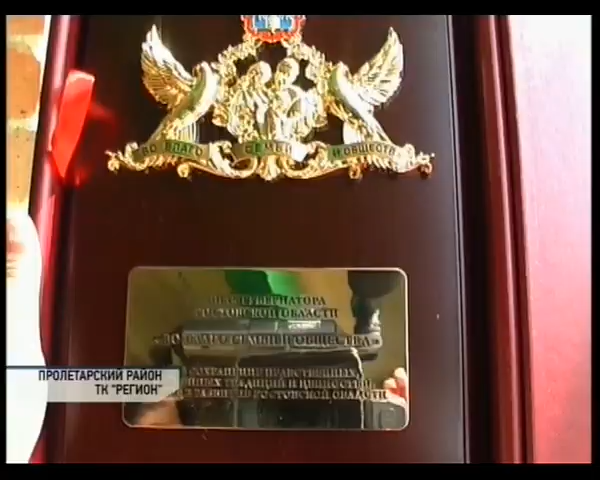 ВО БЛАГО СЕМЬИ И ОБЩЕСТВА
ГУБЕРНАТОРА
РОСТОВСКОЙ ОБЛАСТИ
«ВО БЛАГО СЕМЬИ И ОБЩЕСТВА»
СОХРАНЕНИЕ НРАВСТВЕННЫХ,
ТРАДИЦИЙ И ЦЕННОСТЕЙ
РОСТОВСКОЙ ОБЛАСТИ
ПРОЛЕТАРСКИЙ РАЙОН
ТК "РЕГИОН"